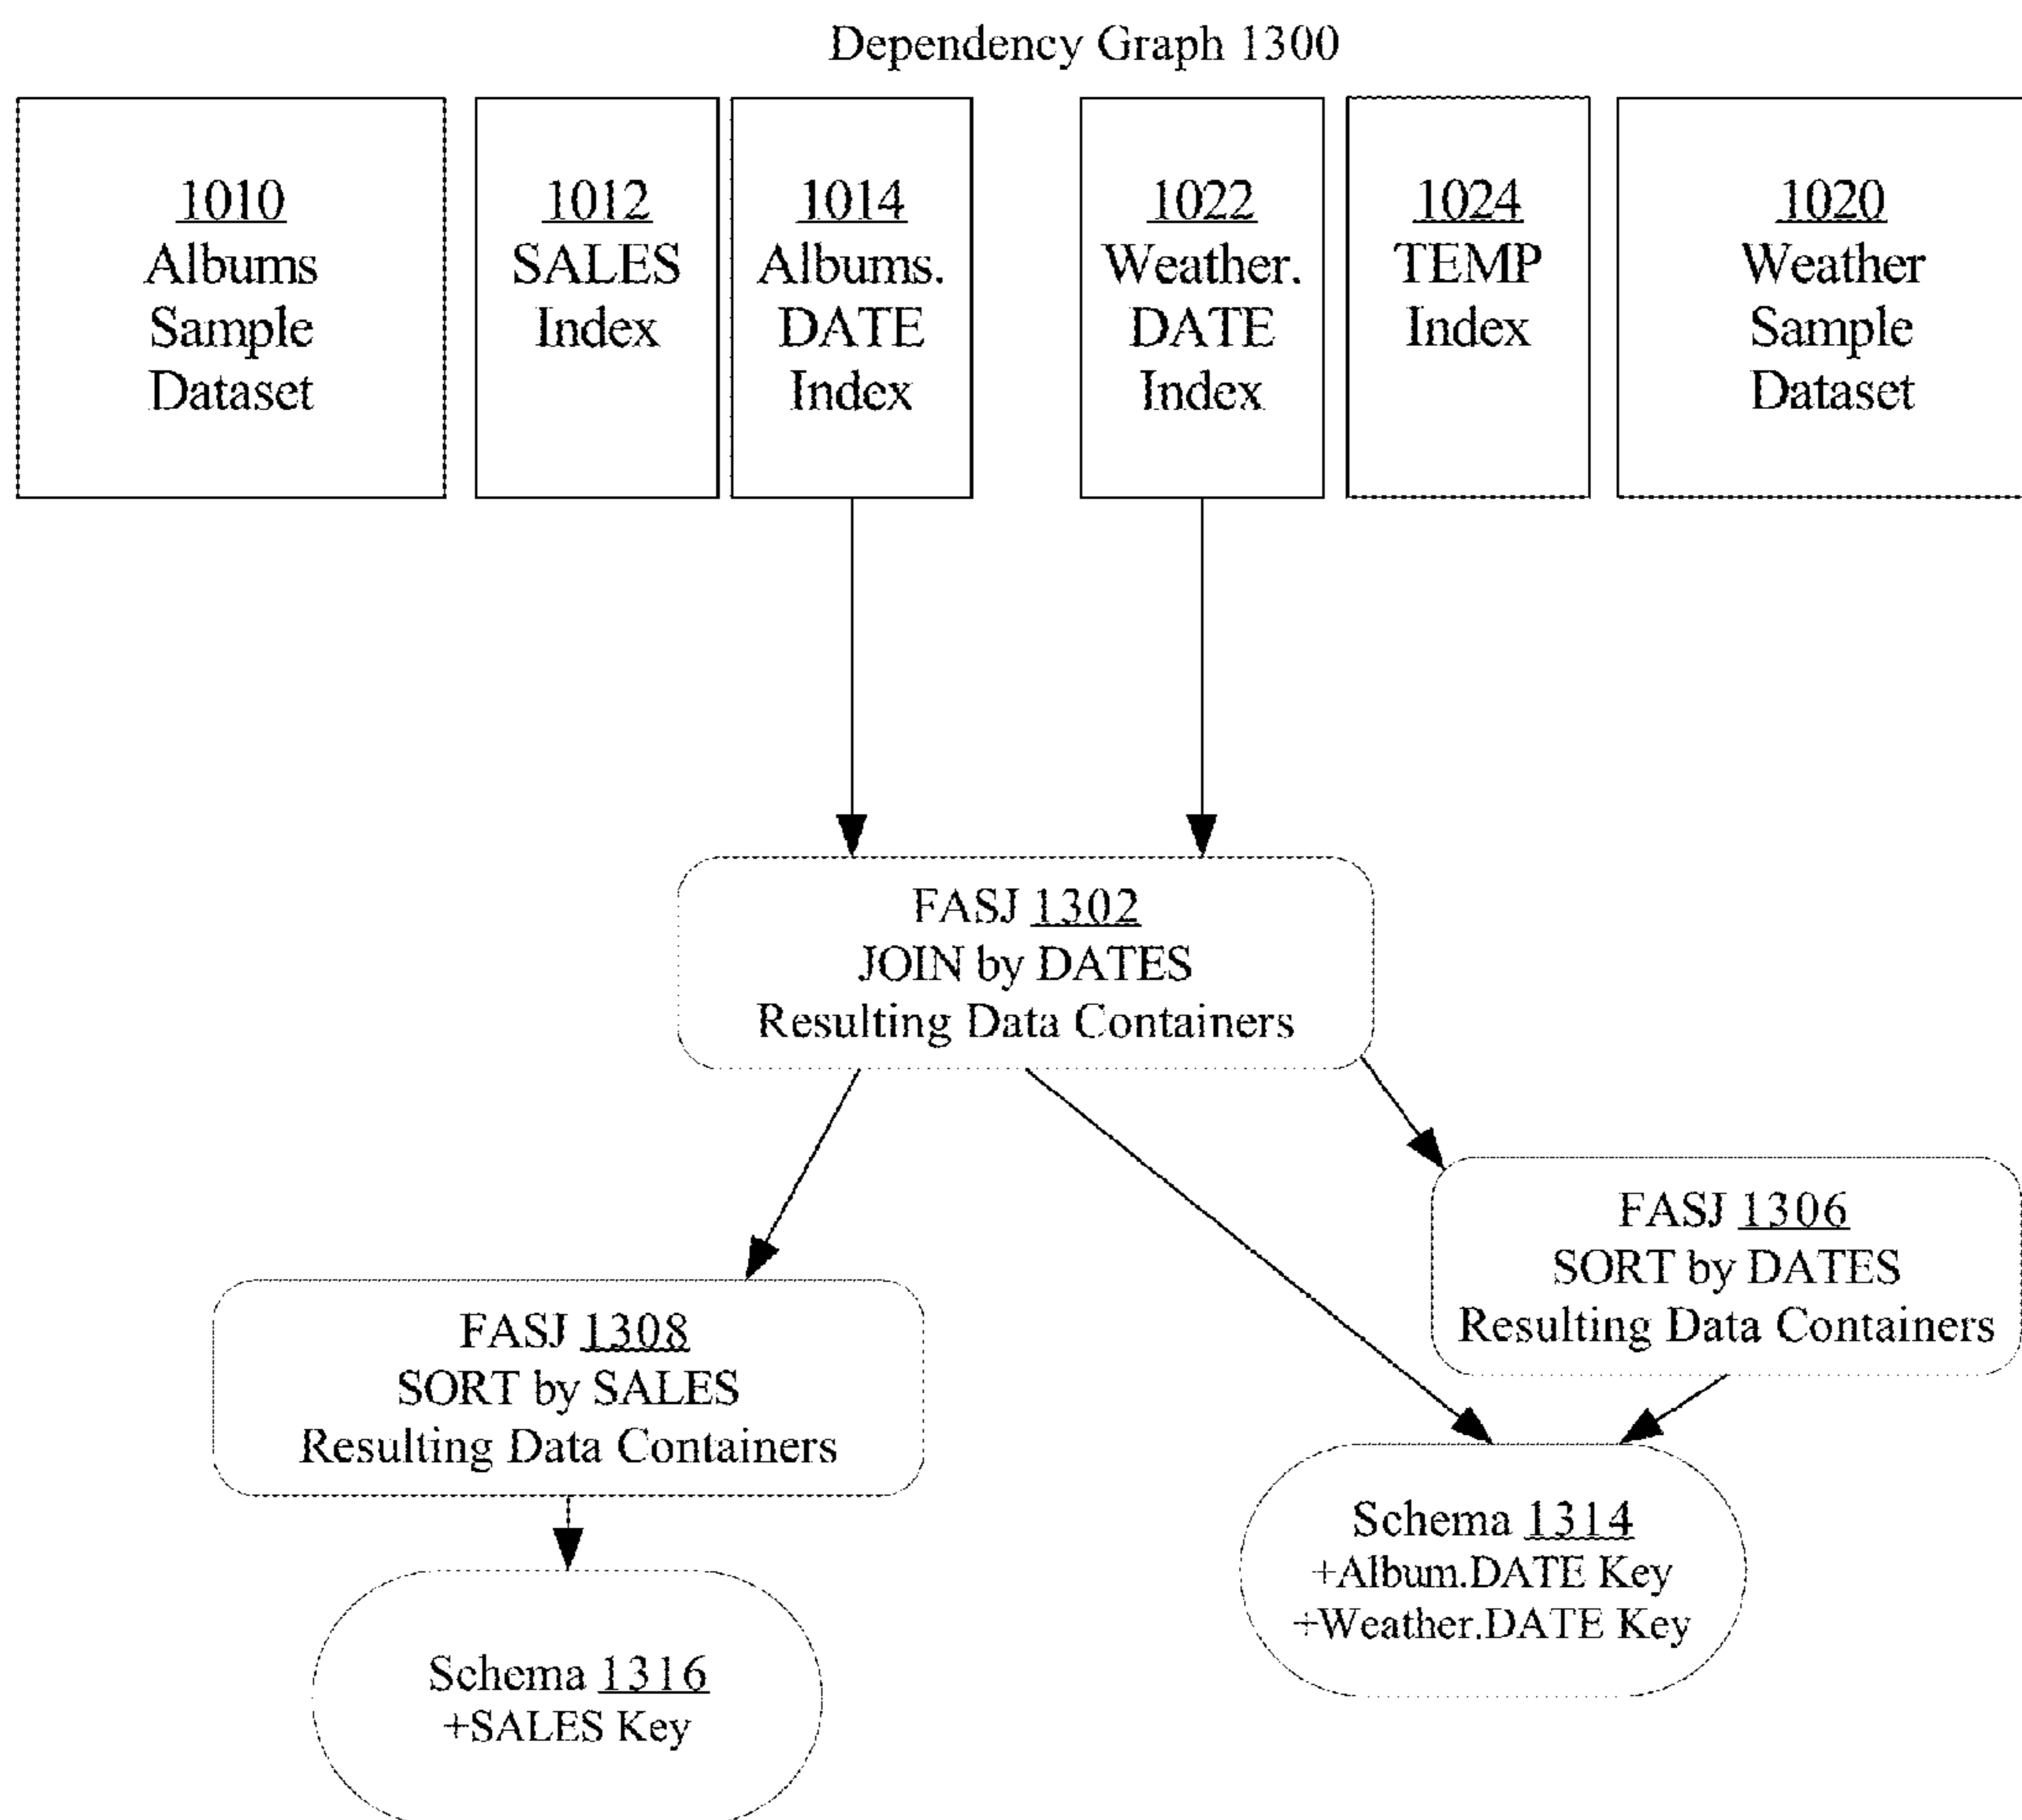 Dependency Graph 1300
1010
Albums
Sample
Dataset
1012
SALES
Index
1014
Albums.
DATE
Index
1022
Weather.
DATE
Index
1024
TEMP
Index
1020
Weather
Sample
Dataset
FASJ 1302
JOIN by DATES
Resulting Data Containers
FASJ 1306
SORT by DATES
Resulting Data Containers
FASJ 1308
SORT by SALES
Resulting Data Containers
Schema 1314
+Album.DATE Key
+Weather.DATE Key
Schema 1316
+SALES Key